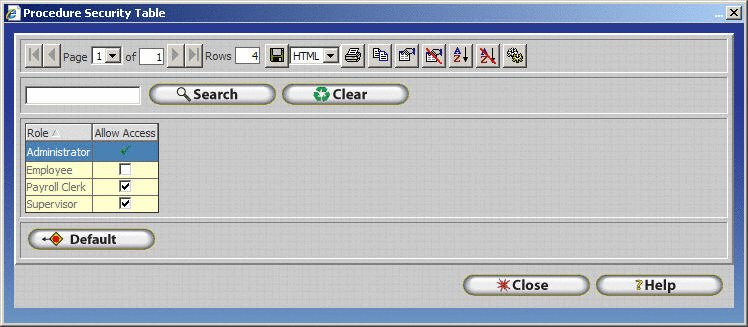 Procedure Security Table
Page 1 of 1 Rows 4 HTML
Search Clear
Role Allow Access
Administrator
Employee
Payroll Clerk
Supervisor
Default
Close ?Help